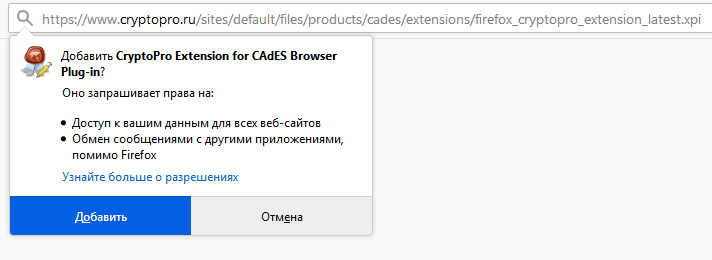 https://www.cryptopro.ru/sites/default/files/products/cades/extensions/firefox_cryptopro_extension_latest.xpi
Добавить CryptoPro Extension for CAdES Browser
Plug-in?
Оно запрашивает права на:
• Доступ к вашим данным для всех веб-сайтов
• Обмен сообщениями с другими приложениями,
помимо Firefox
Узнайте больше о разрешениях
Добавить
Отмена